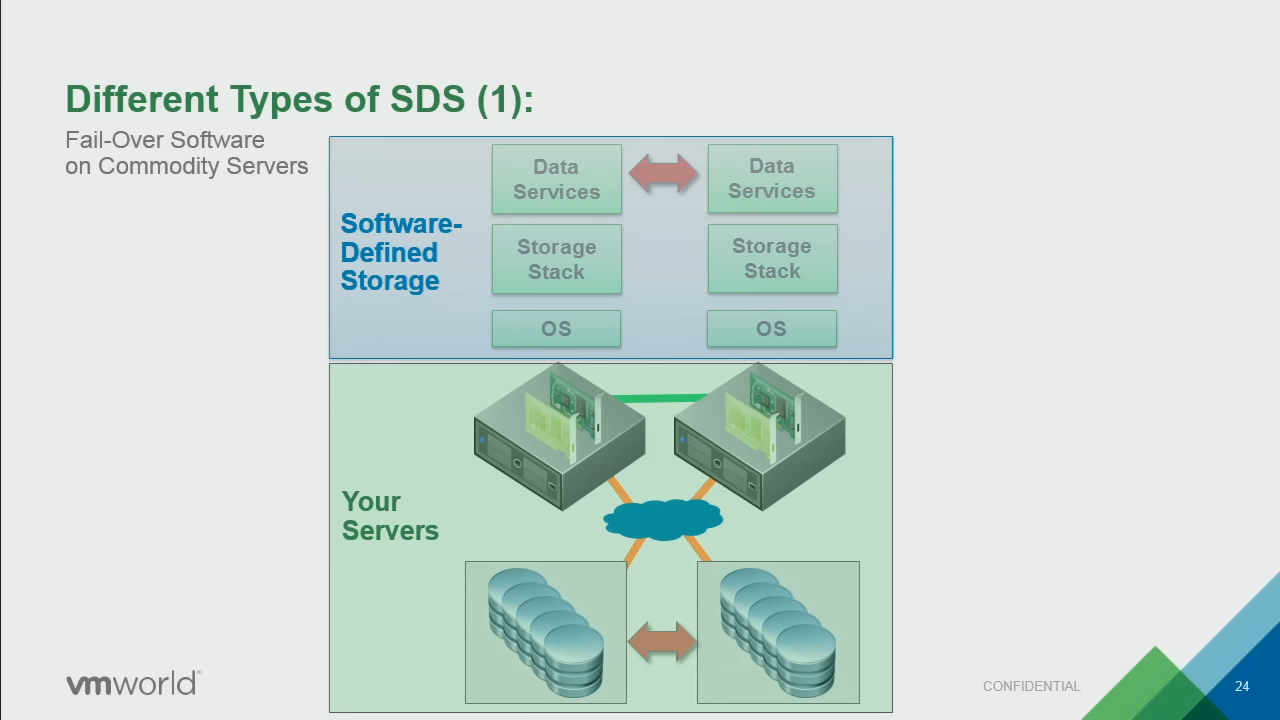 Different Types of SDS (1):
Fail-Over Software
on Commodity Servers
Software-
Defined
Storage
Data
Services
Data
Services
Storage
Stack
Storage
Stack
OS
OS
Your
Servers
vmworld®
CONFIDENTIAL
24